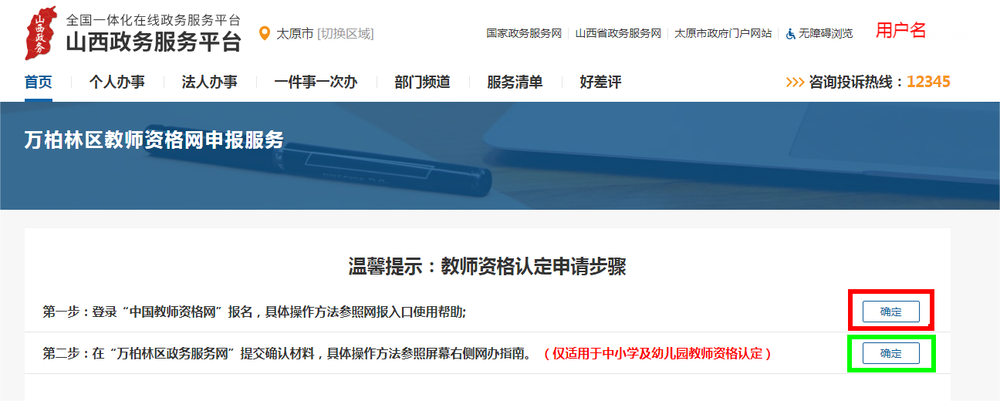 山西政务
全国一体化在线政务服务平台
山西政务服务平台
太原市 [切换区域]
国家政务服务网
山西省政务服务网
太原市政府门户网站
无障碍浏览
用户名
首页
个人办事
法人办事
一件事一次办
部门频道
服务清单
好差评
咨询投诉热线：12345
万柏林区教师资格网申报服务
温馨提示：教师资格认定申请步骤
第一步：登录“中国教师资格网”报名，具体操作方法参照网报入口使用帮助;
确定
第二步：在“万柏林区政务服务网”提交确认材料，具体操作方法参照屏幕右侧网办指南。（仅适用于中小学及幼儿园教师资格认定）
确定